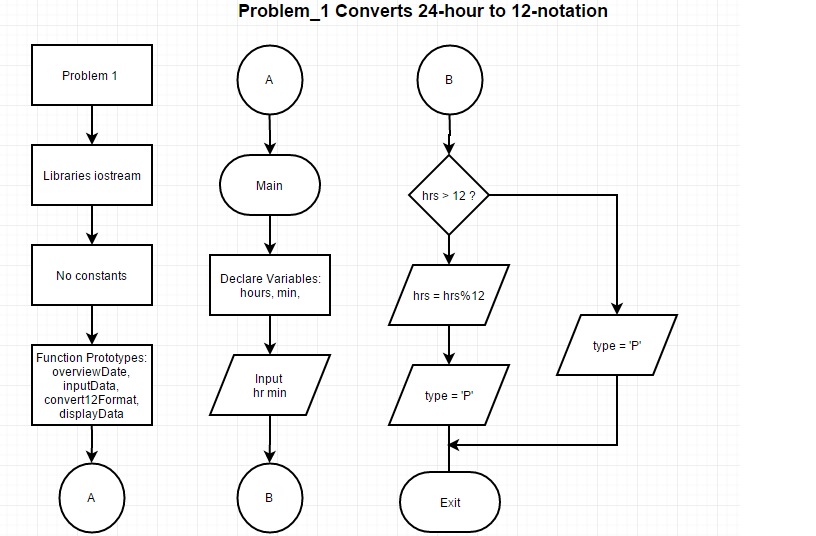 Problem_1 Converts 24-hour to 12-notation
Problem 1
Libraries iostream
No constants
Function Prototypes:
overviewDate,
inputData,
convert12Format,
displayData
A
A
Main
Declare Variables:
hours, min,
Input
hr min
B
B
hrs > 12 ?
hrs = hrs%12
type = 'P'
type = 'P'
Exit